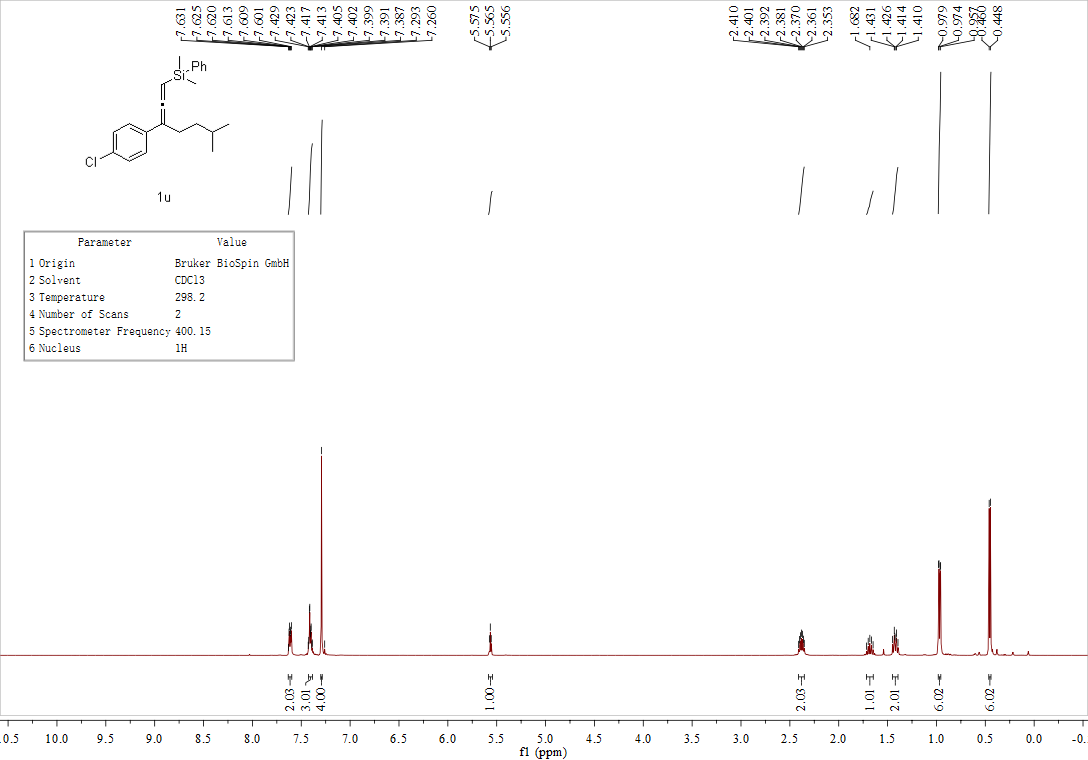 7.631 7.625 7.620 7.613 7.609 7.601 7.429 7.423 7.417 7.413 7.405 7.402 7.399 7.391 7.387 7.293 7.260 5.575 5.565 5.556 2.410 2.401 2.392 2.381 2.370 2.361 2.353 1.682 1.431 1.426 1.414 1.410 0.979 0.974 0.957 0.460 0.448
Ph
Si
Cl
1u
Parameter Value
1 Origin Bruker BioSpin GmbH
2 Solvent CDCl3
3 Temperature 298.2
4 Number of Scans 2
5 Spectrometer Frequency 400.15
6 Nucleus 1H
2.03 3.01 4.00 1.00 2.03 1.01 2.01 6.02 6.02
0.5 10.0 9.5 9.0 8.5 8.0 7.5 7.0 6.5 6.0 5.5 5.0 4.5 4.0 3.5 3.0 2.5 2.0 1.5 1.0 0.5 0.0 -0.
f1 (ppm)